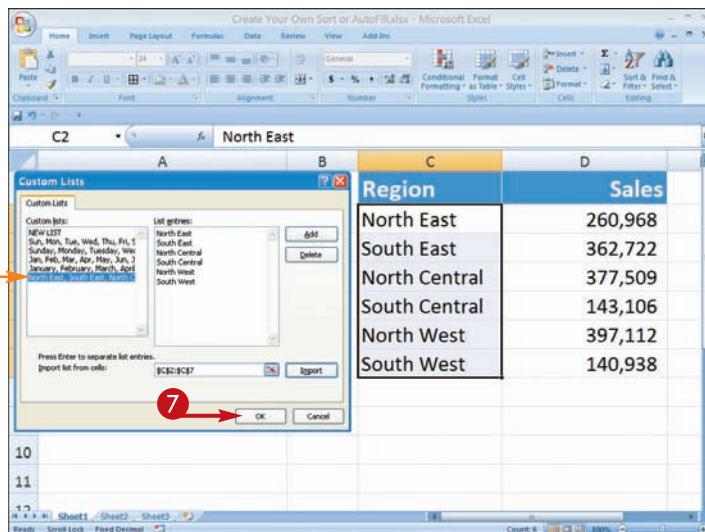 Create Your Own Sort or AutoFill.xlsx - Microsoft Excel
Home Insert Page Layout Formulas Data Review View Add-Ins
Paste
24 A A
General
Conditional Formatting
Format as Table
Cell Styles
Insert
Delete
Format
Sort & Filter
Find & Select
Clipboard Font Alignment Number Styles Cells Editing
C2 fx North East
A B C D
Custom Lists
Custom Lists
Custom lists:
NEW LIST
Sun, Mon, Tue, Wed, Thu, Fri, S
Sunday, Monday, Tuesday, Wed
Jan, Feb, Mar, Apr, May, Jun, J
January, February, March, April
North East, South East, North C
List entries:
North East
South East
North Central
South Central
North West
South West
Add
Delete
Press Enter to separate list entries.
Import list from cells: $C$2:$C$7 Import
7
OK Cancel
Region Sales
North East 260,968
South East 362,722
North Central 377,509
South Central 143,106
North West 397,112
South West 140,938
10
11
12
Sheet1 Sheet2 Sheet3
Ready Scroll Lock Fixed Decimal Count: 6 100%